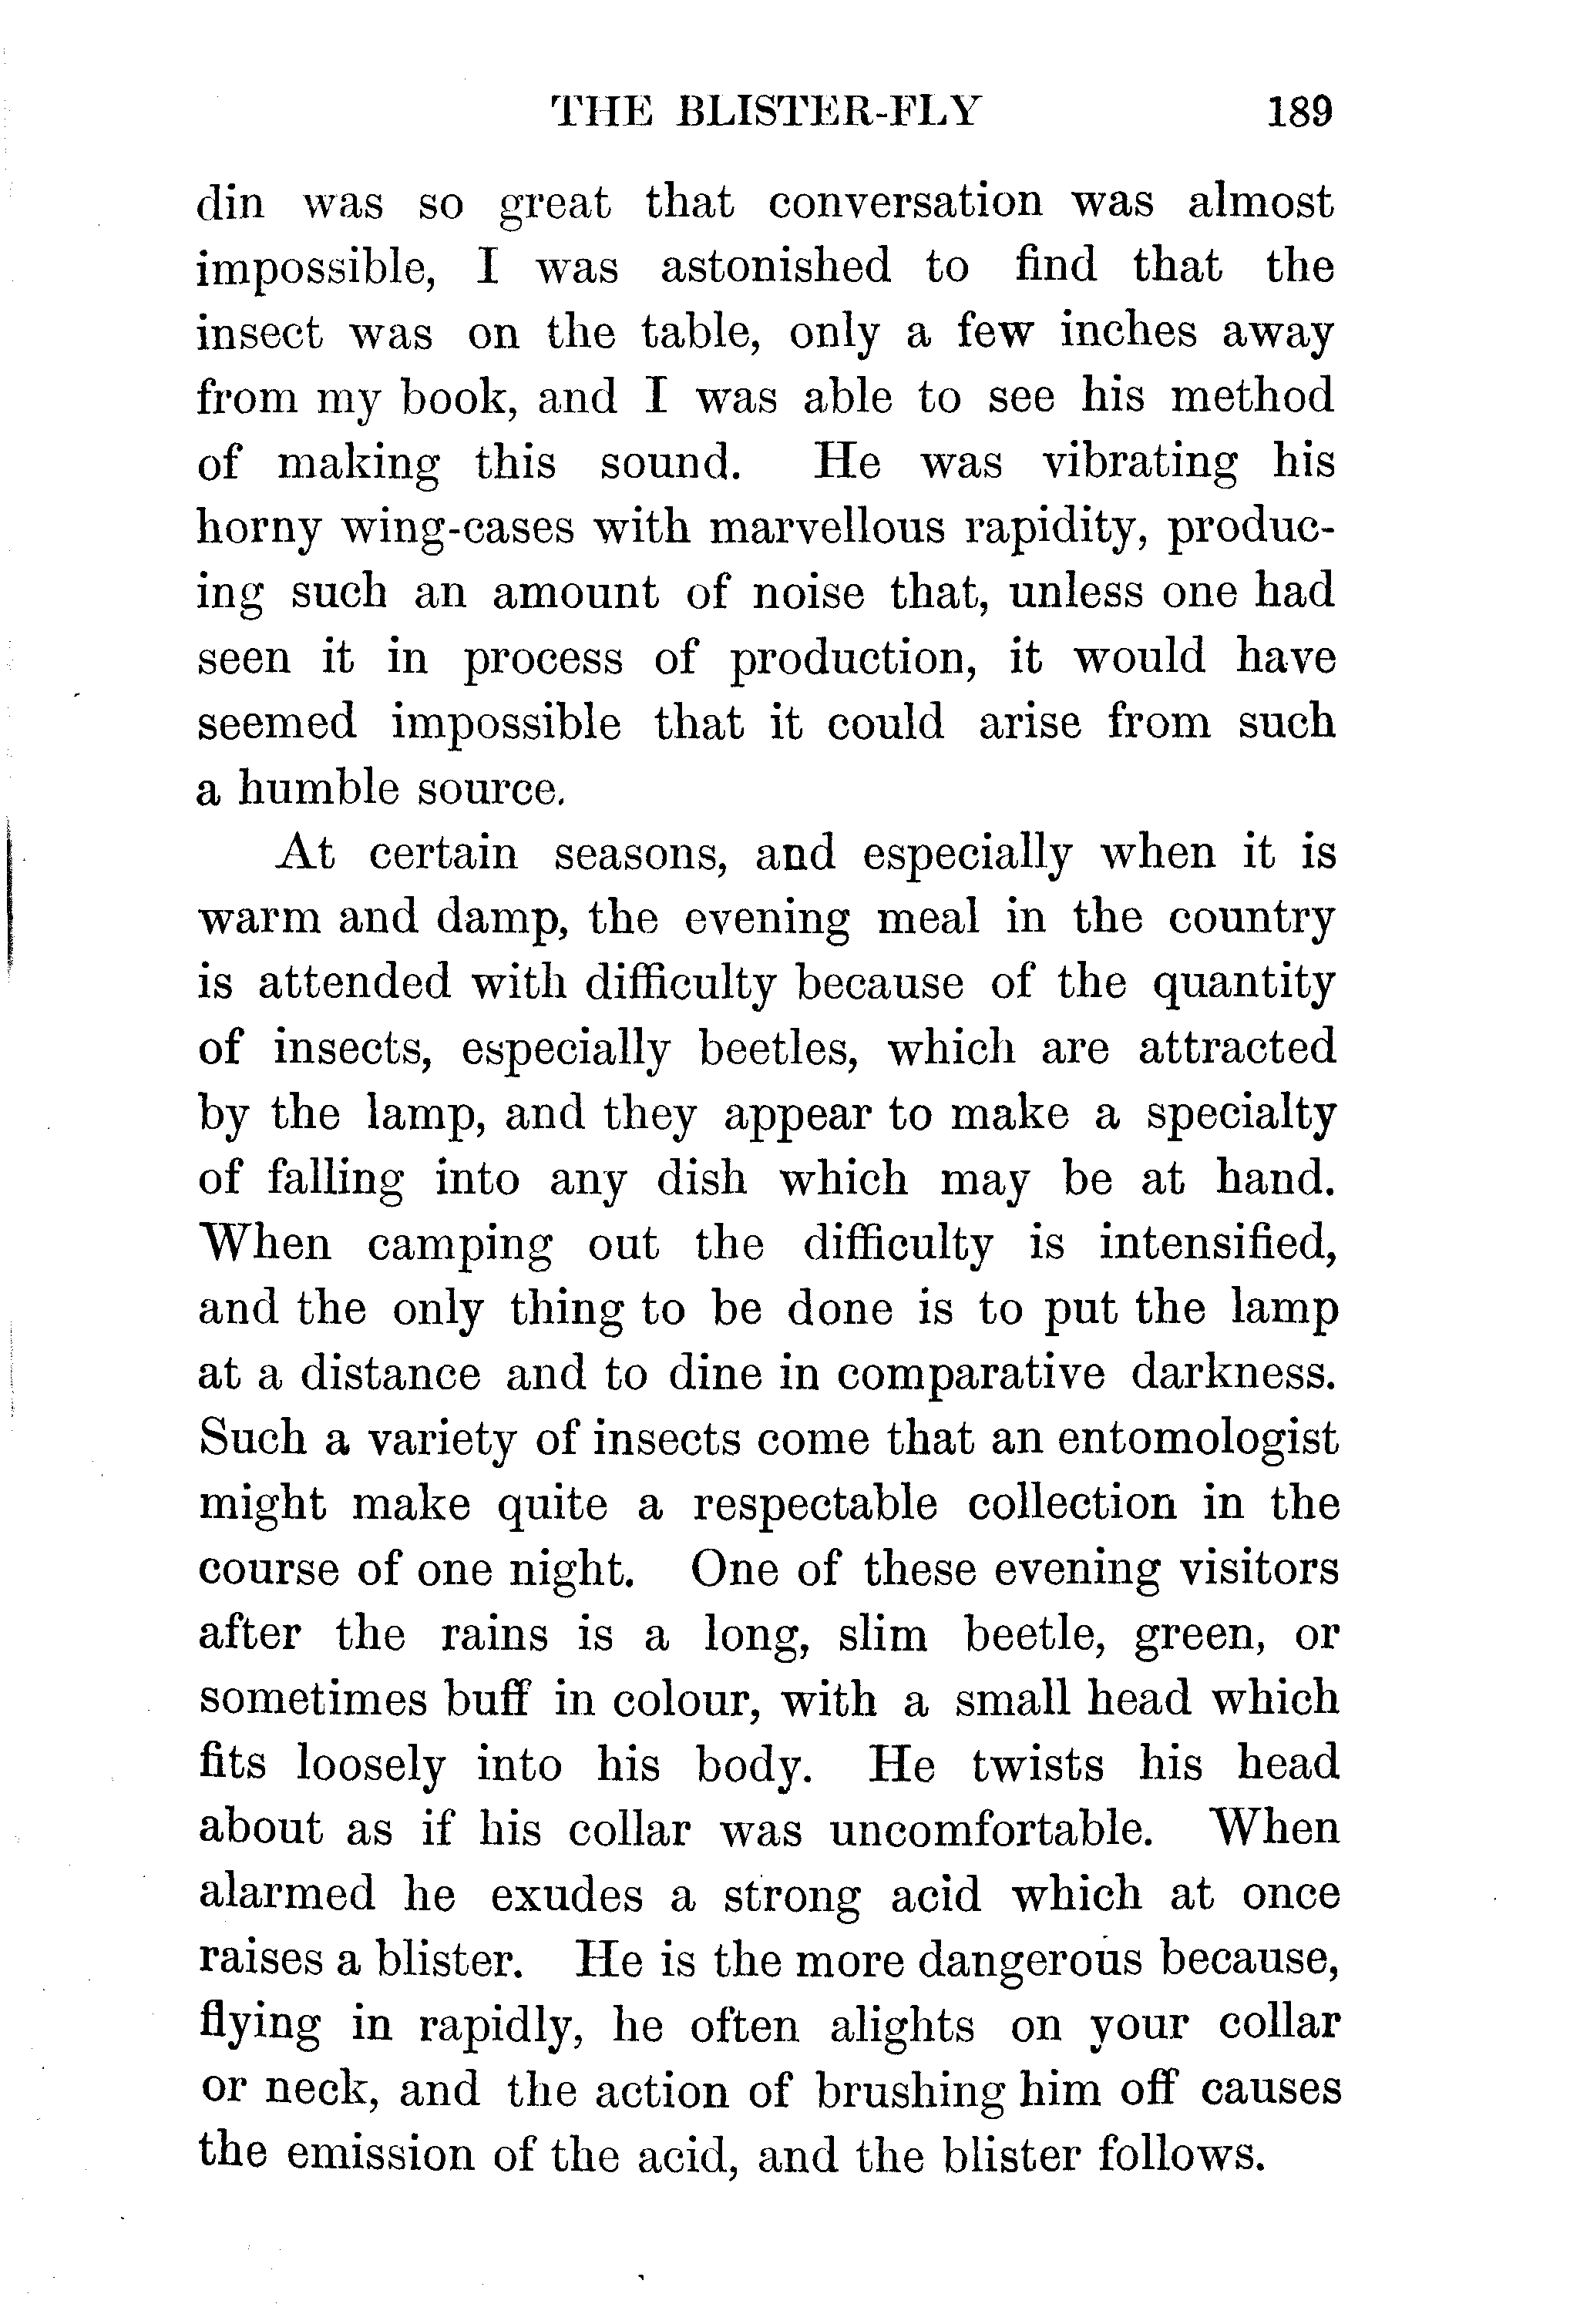 THE BLISTER-FLY 189
din was so great that conversation was almost
impossible, I was astonished to find that the
insect was on the table, only a few inches away
from my book, and I was able to see his method
of making this sound. He was vibrating his
horny wing-cases with marvellous rapidity, produc-
ing such an amount of noise that, unless one had
seen it in process of production, it would have
seemed impossible that it could arise from such
a humble source.
At certain seasons, and especially when it is
warm and damp, the evening meal in the country
is attended with difficulty because of the quantity
of insects, especially beetles, which are attracted
by the lamp, and they appear to make a specialty
of falling into any dish which may be at hand.
When camping out the difficulty is intensified,
and the only thing to be done is to put the lamp
at a distance and to dine in comparative darkness.
Such a variety of insects come that an entomologist
might make quite a respectable collection in the
course of one night. One of these evening visitors
after the rains is a long, slim beetle, green, or
sometimes buff in colour, with a small head which
fits loosely into his body. He twists his head
about as if his collar was uncomfortable. When
alarmed he exudes a strong acid which at once
raises a blister. He is the more dangerous because,
flying in rapidly, he often alights on your collar
or neck, and the action of brushing him off causes
the emission of the acid, and the blister follows.